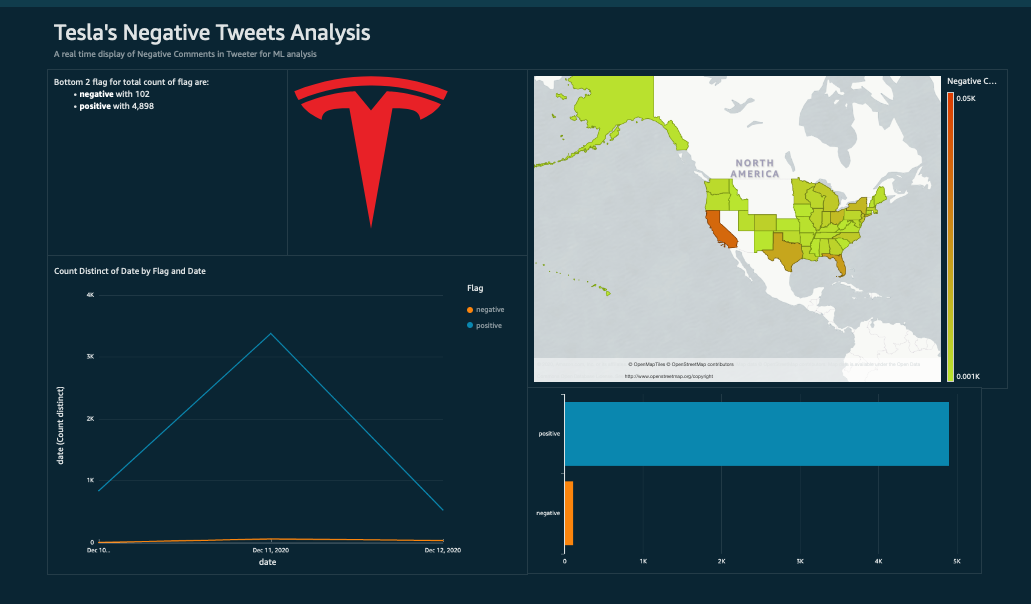 Tesla's Negative Tweets Analysis
A real time display of Negative Comments in Tweeter for ML analysis
Bottom 2 flag for total count of flag are:
• negative with 102
• positive with 4,898
NORTH
AMERICA
© OpenMapTiles © OpenStreetMap contributors
http://www.openstreetmap.org/copyright
Negative C...
0.05K
0.001K
Count Distinct of Date by Flag and Date
date (Count distinct)
4K
3K
2K
1K
0
Dec 10...
Dec 11, 2020
Dec 12, 2020
date
Flag
negative
positive
positive
negative
0
1K
2K
3K
4K
5K